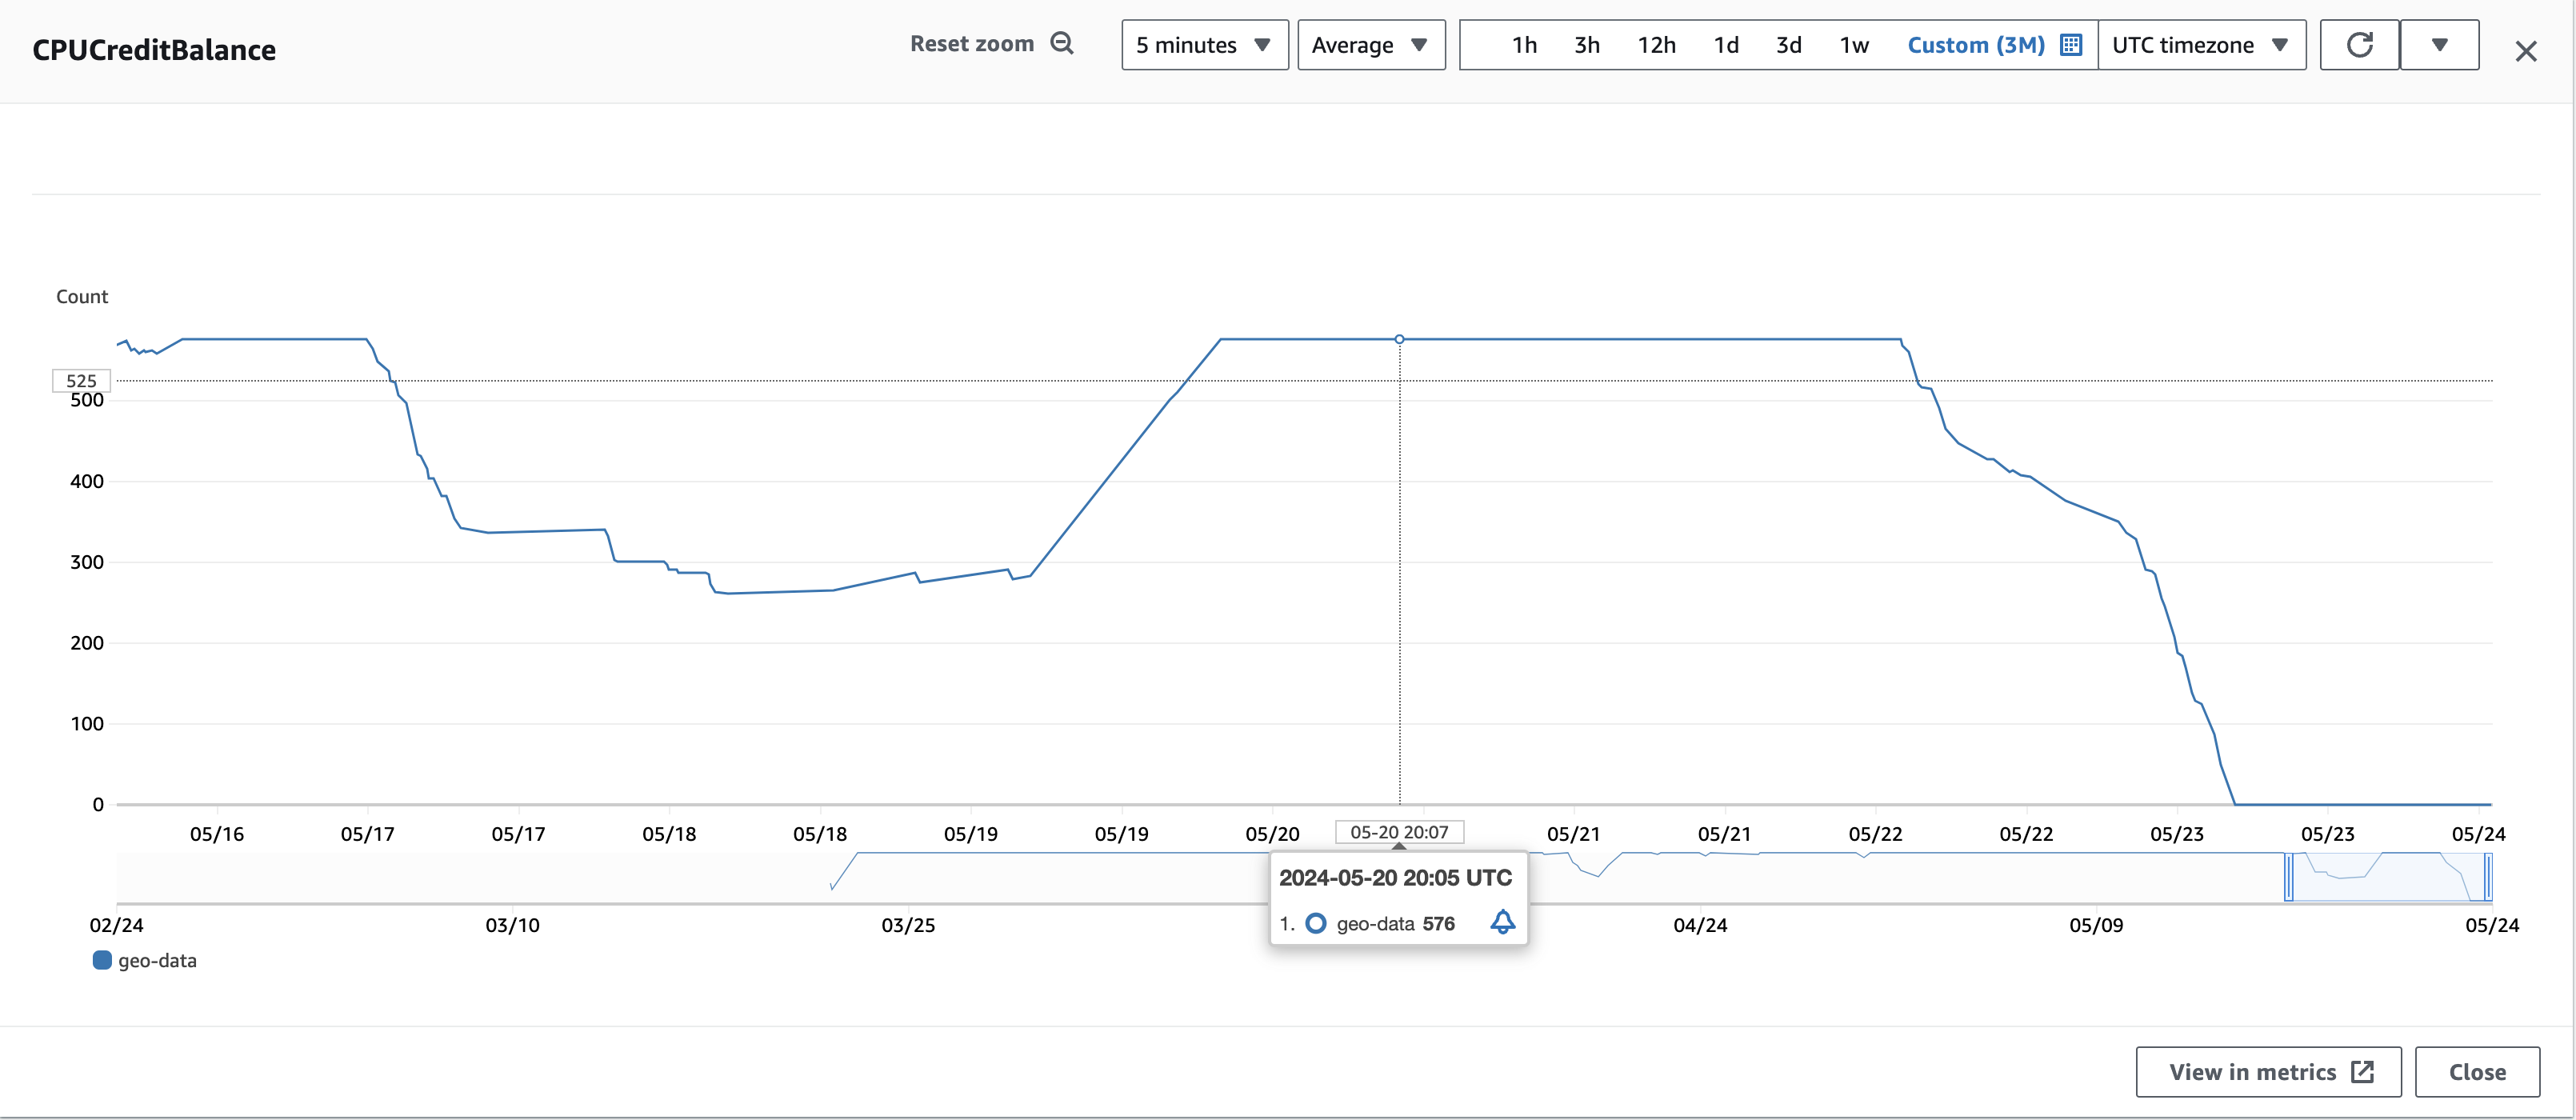 CPUCreditBalance
Reset zoom
5 minutes
Average
1h 3h 12h 1d 3d 1w Custom (3M)
UTC timezone
Count
525
500
400
300
200
100
0
05/16 05/17 05/17 05/18 05/18 05/19 05/19 05/20 05-20 20:07 05/21 05/21 05/22 05/22 05/23 05/23 05/24
2024-05-20 20:05 UTC
1. geo-data 576
02/24 03/10 03/25 04/24 05/09 05/24
geo-data
View in metrics
Close